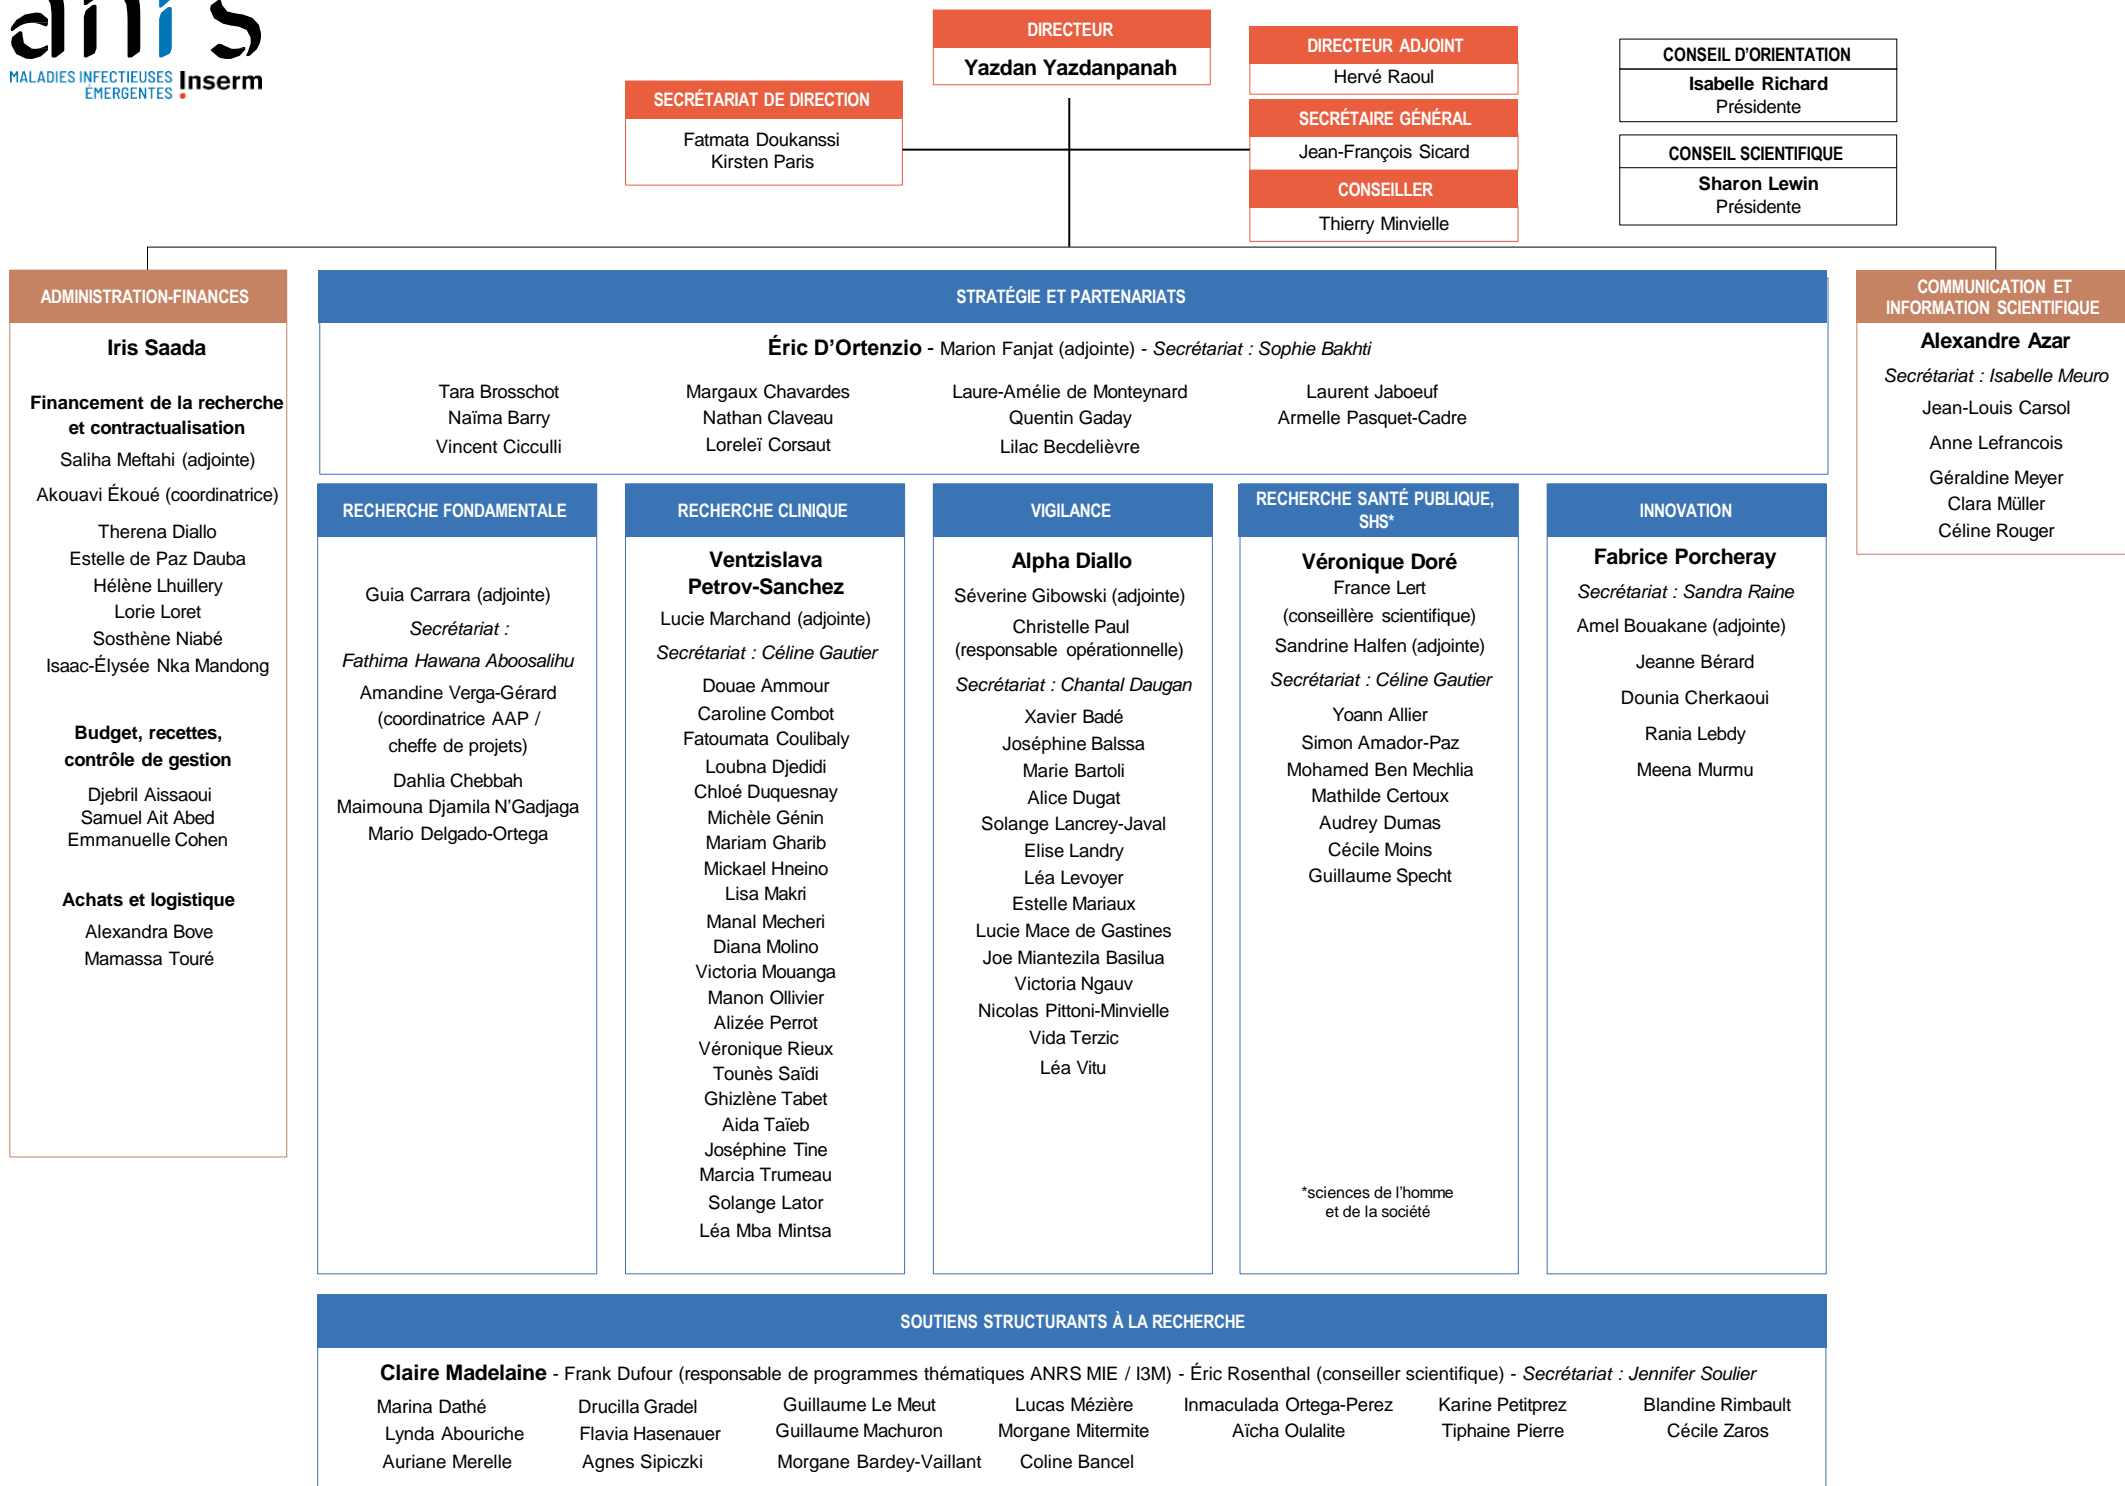 anrs
MALADIES INFECTIEUSES
ÉMERGENTES
Inserm
DIRECTEUR
Yazdan Yazdanpanah
SECRÉTARIAT DE DIRECTION
Fatmata Doukanssi
Kirsten Paris
DIRECTEUR ADJOINT
Hervé Raoul
SECRÉTAIRE GÉNÉRAL
Jean-François Sicard
CONSEILLER
Thierry Minvielle
CONSEIL D'ORIENTATION
Isabelle Richard
Présidente
CONSEIL SCIENTIFIQUE
Sharon Lewin
Présidente
ADMINISTRATION-FINANCES
Iris Saada
Financement de la recherche
et contractualisation
Saliha Meftahi (adjointe)
Akouavi Ékoué (coordinatrice)
Therena Diallo
Estelle de Paz Dauba
Hélène Lhuillery
Lorie Loret
Sosthène Niabé
Isaac-Élysée Nka Mandong
Budget, recettes,
contrôle de gestion
Djebril Aissaoui
Samuel Ait Abed
Emmanuelle Cohen
Achats et logistique
Alexandra Bove
Mamassa Touré
STRATÉGIE ET PARTENARIATS
Éric D'Ortenzio - Marion Fanjat (adjointe) - Secrétariat : Sophie Bakhti
Tara Brosschot
Naïma Barry
Vincent Cicculli
Margaux Chavardes
Nathan Claveau
Loreleï Corsaut
Laure-Amélie de Monteynard
Quentin Gaday
Lilac Becdelièvre
Laurent Jaboeuf
Armelle Pasquet-Cadre
COMMUNICATION ET
INFORMATION SCIENTIFIQUE
Alexandre Azar
Secrétariat : Isabelle Meuro
Jean-Louis Carsol
Anne Lefrancois
Géraldine Meyer
Clara Müller
Céline Rouger
RECHERCHE FONDAMENTALE
Guia Carrara (adjointe)
Secrétariat :
Fathima Hawana Aboosalihu
Amandine Verga-Gérard
(coordinatrice AAP /
cheffe de projets)
Dahlia Chebbah
Maimouna Djamila N'Gadjaga
Mario Delgado-Ortega
RECHERCHE CLINIQUE
Ventzislava
Petrov-Sanchez
Lucie Marchand (adjointe)
Secrétariat : Céline Gautier
Douae Ammour
Caroline Combot
Fatoumata Coulibaly
Loubna Djedidi
Chloé Duquesnay
Michèle Génin
Mariam Gharib
Mickael Hneino
Lisa Makri
Manal Mecheri
Diana Molino
Victoria Mouanga
Manon Ollivier
Alizée Perrot
Véronique Rieux
Tounès Saïdi
Ghizlène Tabet
Aida Taïeb
Joséphine Tine
Marcia Trumeau
Solange Lator
Léa Mba Mintsa
VIGILANCE
Alpha Diallo
Séverine Gibowski (adjointe)
Christelle Paul
(responsable opérationnelle)
Secrétariat : Chantal Daugan
Xavier Badé
Joséphine Balssa
Marie Bartoli
Alice Dugat
Solange Lancrey-Javal
Elise Landry
Léa Levoyer
Estelle Mariaux
Lucie Mace de Gastines
Joe Miantezila Basilua
Victoria Ngauv
Nicolas Pittoni-Minvielle
Vida Terzic
Léa Vitu
RECHERCHE SANTÉ PUBLIQUE,
SHS*
Véronique Doré
France Lert
(conseillère scientifique)
Sandrine Halfen (adjointe)
Secrétariat : Céline Gautier
Yoann Allier
Simon Amador-Paz
Mohamed Ben Mechlia
Mathilde Certoux
Audrey Dumas
Cécile Moins
Guillaume Specht
*sciences de l'homme
et de la société
INNOVATION
Fabrice Porcheray
Secrétariat : Sandra Raine
Amel Bouakane (adjointe)
Jeanne Bérard
Dounia Cherkaoui
Rania Lebdy
Meena Murmu
SOUTIENS STRUCTURANTS À LA RECHERCHE
Claire Madelaine - Frank Dufour (responsable de programmes thématiques ANRS MIE / I3M) - Éric Rosenthal (conseiller scientifique) - Secrétariat : Jennifer Soulier
Marina Dathé
Lynda Abouriche
Auriane Merelle
Drucilla Gradel
Flavia Hasenauer
Agnes Sipiczki
Guillaume Le Meut
Guillaume Machuron
Morgane Bardey-Vaillant
Lucas Mézière
Morgane Mitermite
Coline Bancel
Inmaculada Ortega-Perez
Aïcha Oulalite
Karine Petitprez
Tiphaine Pierre
Blandine Rimbault
Cécile Zaros